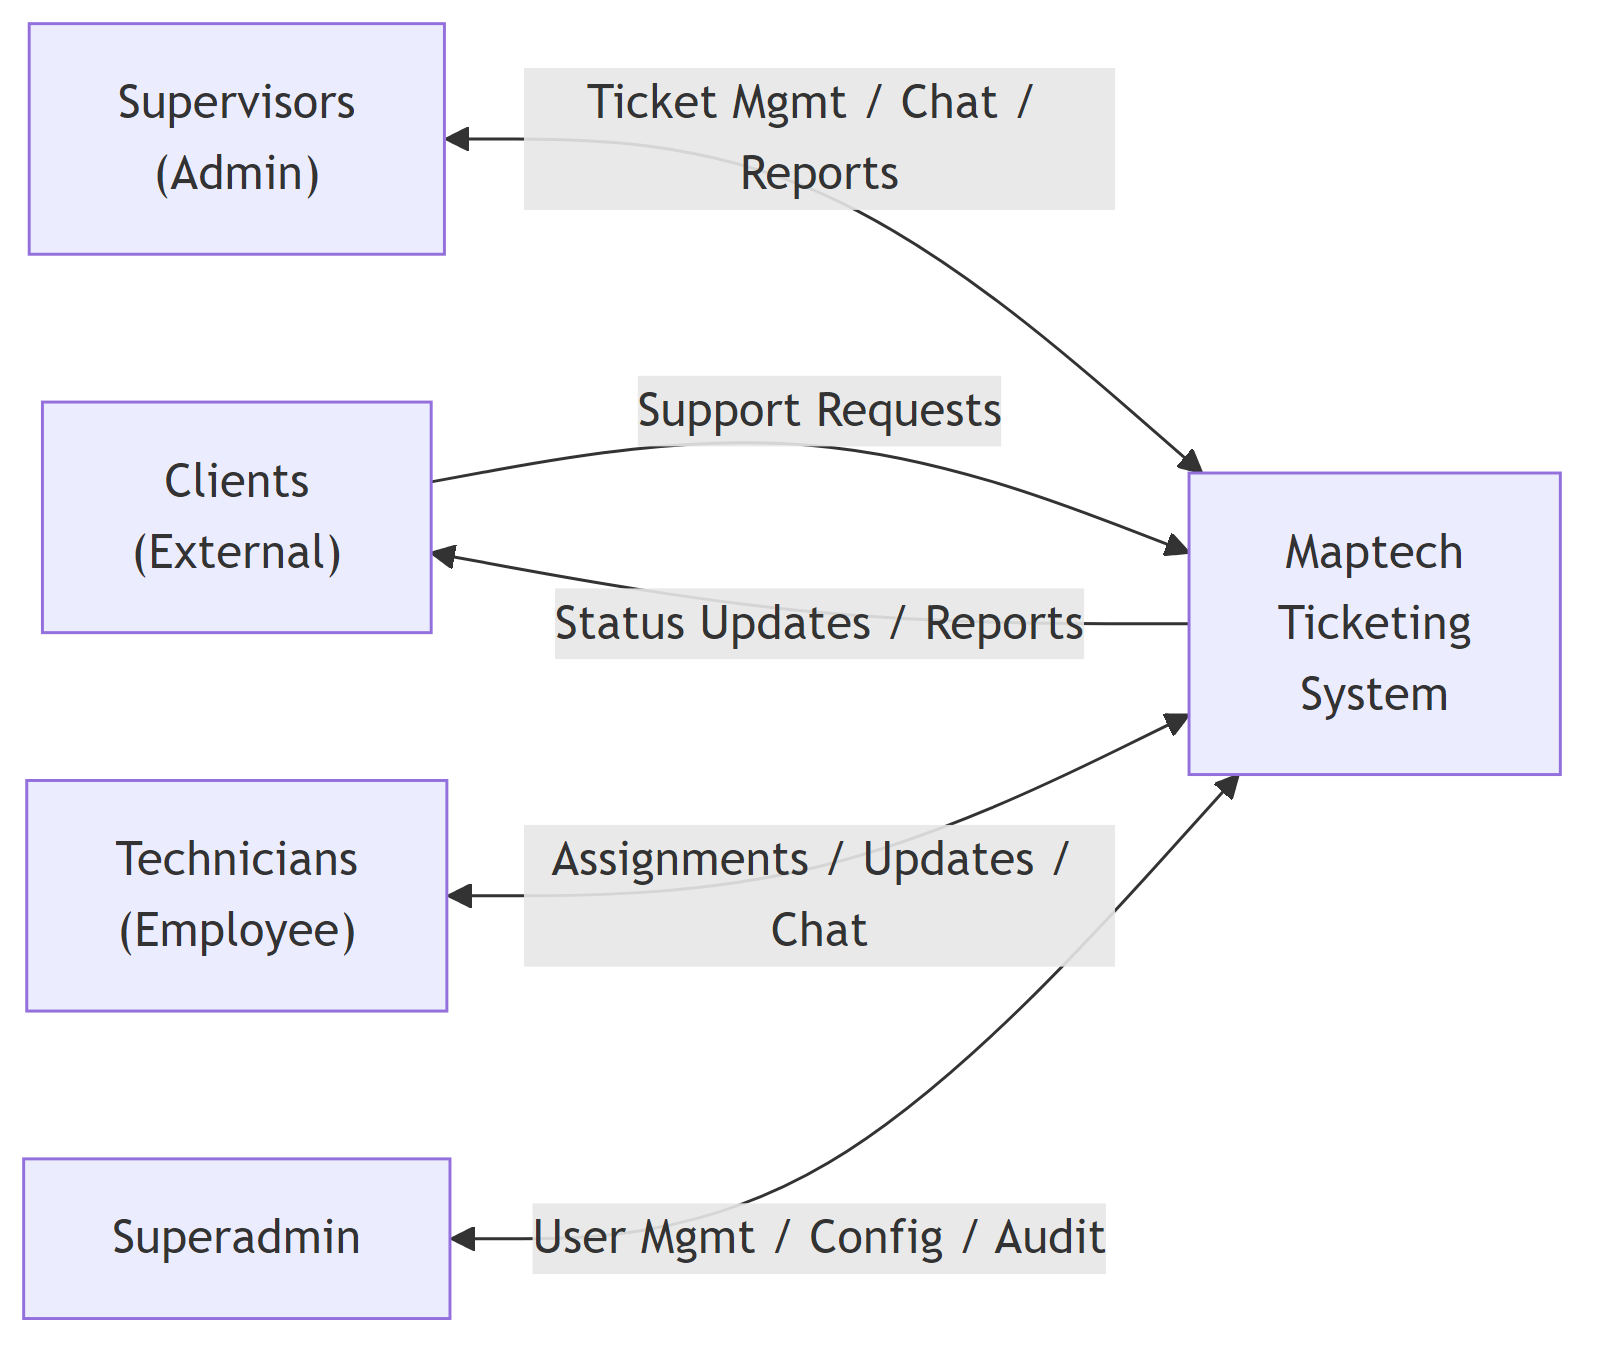 Supervisors
(Admin)
Ticket Mgmt / Chat /
Reports
Support Requests
Clients
(External)
Status Updates / Reports
Maptech
Ticketing
System
Technicians
(Employee)
Assignments / Updates /
Chat
Superadmin
User Mgmt / Config / Audit